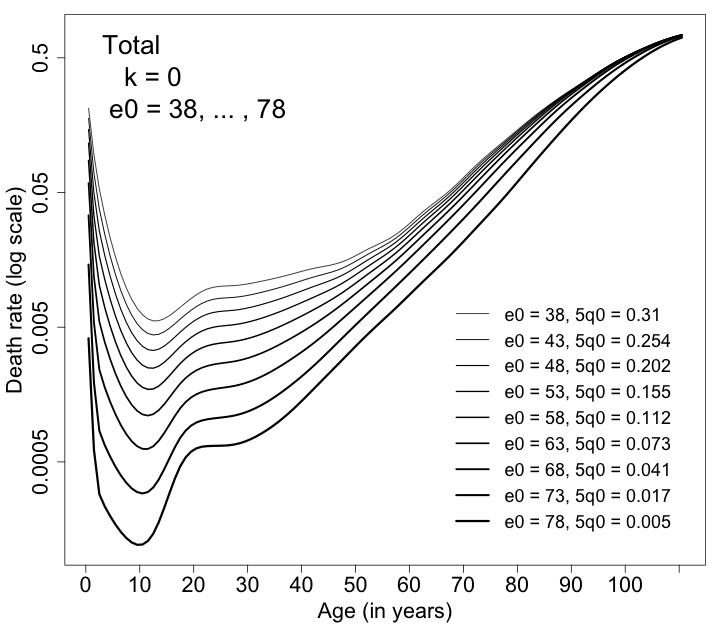 Total
k = 0
e0 = 38, ... , 78
Death rate (log scale)
0.5
0.05
0.005
0.0005
e0 = 38, 5q0 = 0.31
e0 = 43, 5q0 = 0.254
e0 = 48, 5q0 = 0.202
e0 = 53, 5q0 = 0.155
e0 = 58, 5q0 = 0.112
e0 = 63, 5q0 = 0.073
e0 = 68, 5q0 = 0.041
e0 = 73, 5q0 = 0.017
e0 = 78, 5q0 = 0.005
0 10 20 30 40 50 60 70 80 90 100
Age (in years)